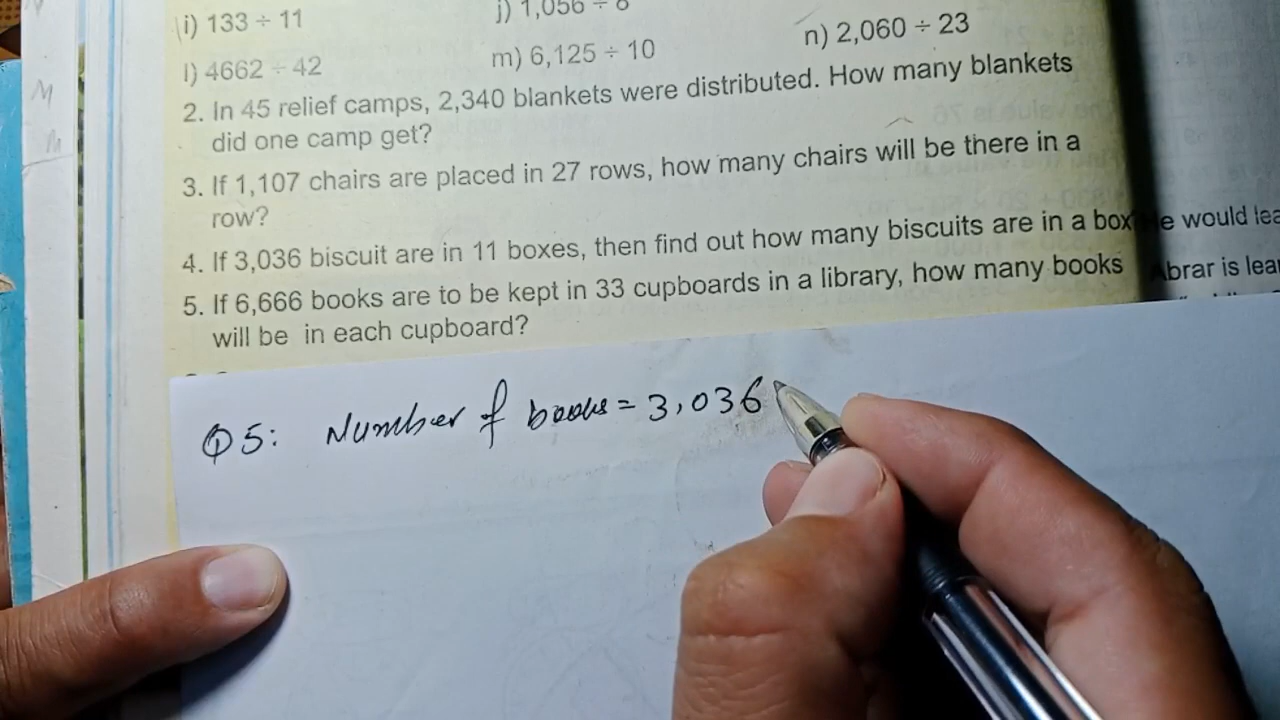 i) 133 ÷ 11
j) 1,056 ÷ 8
n) 2,060 ÷ 23
l) 4662 ÷ 42
m) 6,125 ÷ 10
2. In 45 relief camps, 2,340 blankets were distributed. How many blankets
did one camp get?
3. If 1,107 chairs are placed in 27 rows, how many chairs will be there in a
row?
4. If 3,036 biscuit are in 11 boxes, then find out how many biscuits are in a box
e would lea
5. If 6,666 books are to be kept in 33 cupboards in a library, how many books
brar is lear
will be in each cupboard?
Q5: Number of books = 3,036